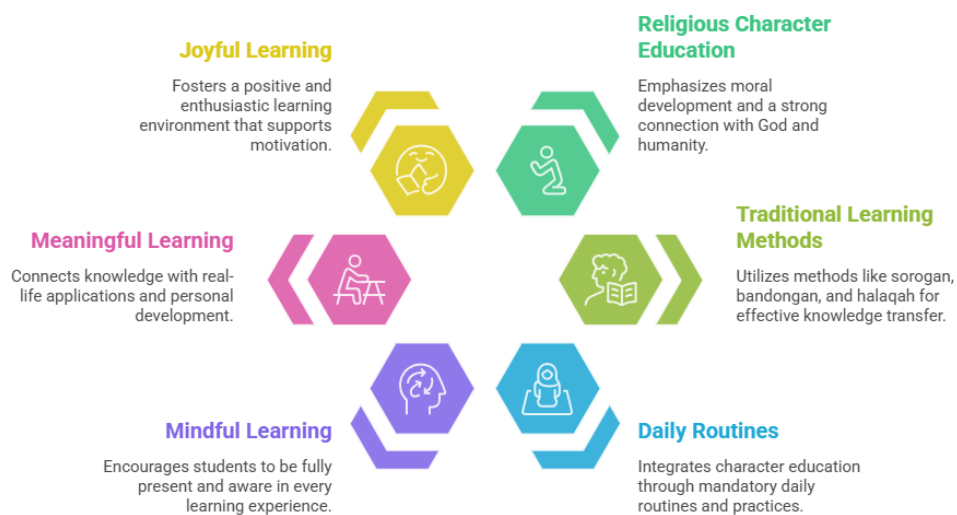 Joyful Learning
Fosters a positive and
enthusiastic learning
environment that supports
motivation.
Religious Character
Education
Emphasizes moral
development and a strong
connection with God and
humanity.
Meaningful Learning
Connects knowledge with real-
life applications and personal
development.
Traditional Learning
Methods
Utilizes methods like sorogan,
bandongan, and halaqah for
effective knowledge transfer.
Mindful Learning
Encourages students to be fully
present and aware in every
learning experience.
Daily Routines
Integrates character education
through mandatory daily
routines and practices.